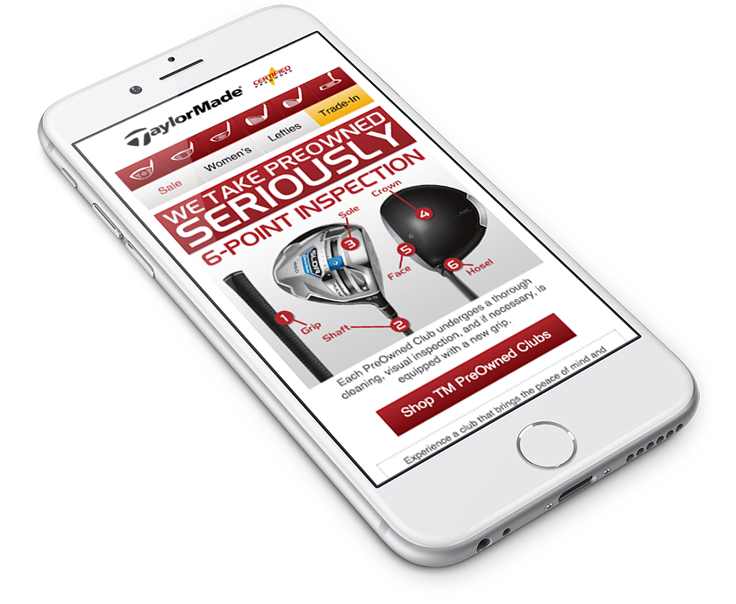 TaylorMade
CERTIFIED
PREOWNED
Sale Women's Lefties Trade-In
WE TAKE PREOWNED
SERIOUSLY
6-POINT INSPECTION
Sole
Crown
3
4
SLDR
5
Face
6
Hosel
1
Grip
Shaft
2
Each PreOwned Club undergoes a thorough
cleaning, visual inspection, and if necessary, is
equipped with a new grip.
Shop TM PreOwned Clubs
Experience a club that brings the peace of mind and